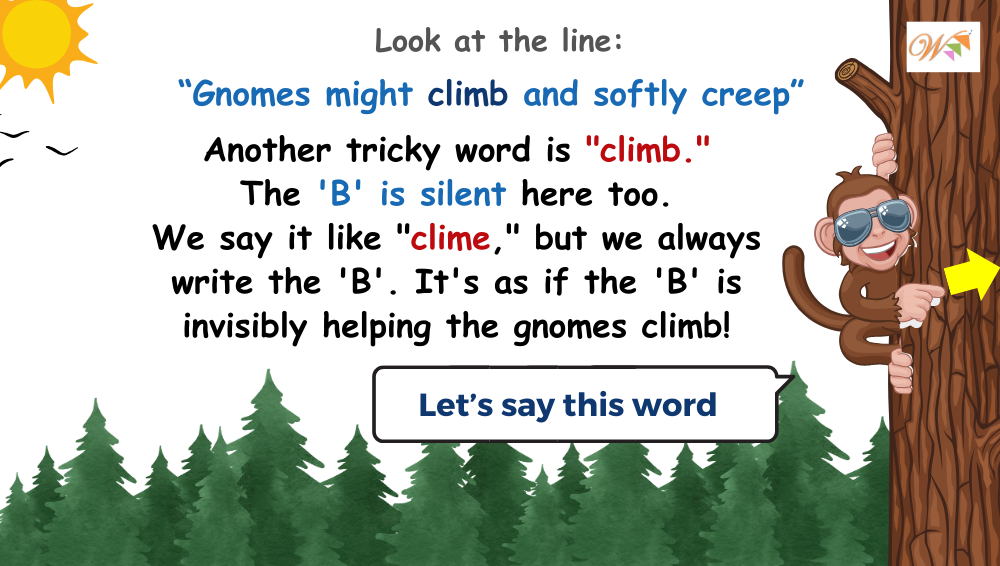 Look at the line:
“Gnomes might climb and softly creep”
Another tricky word is "climb."
The 'B' is silent here too.
We say it like "clime," but we always
write the 'B'. It's as if the 'B' is
invisibly helping the gnomes climb!
Let’s say this word